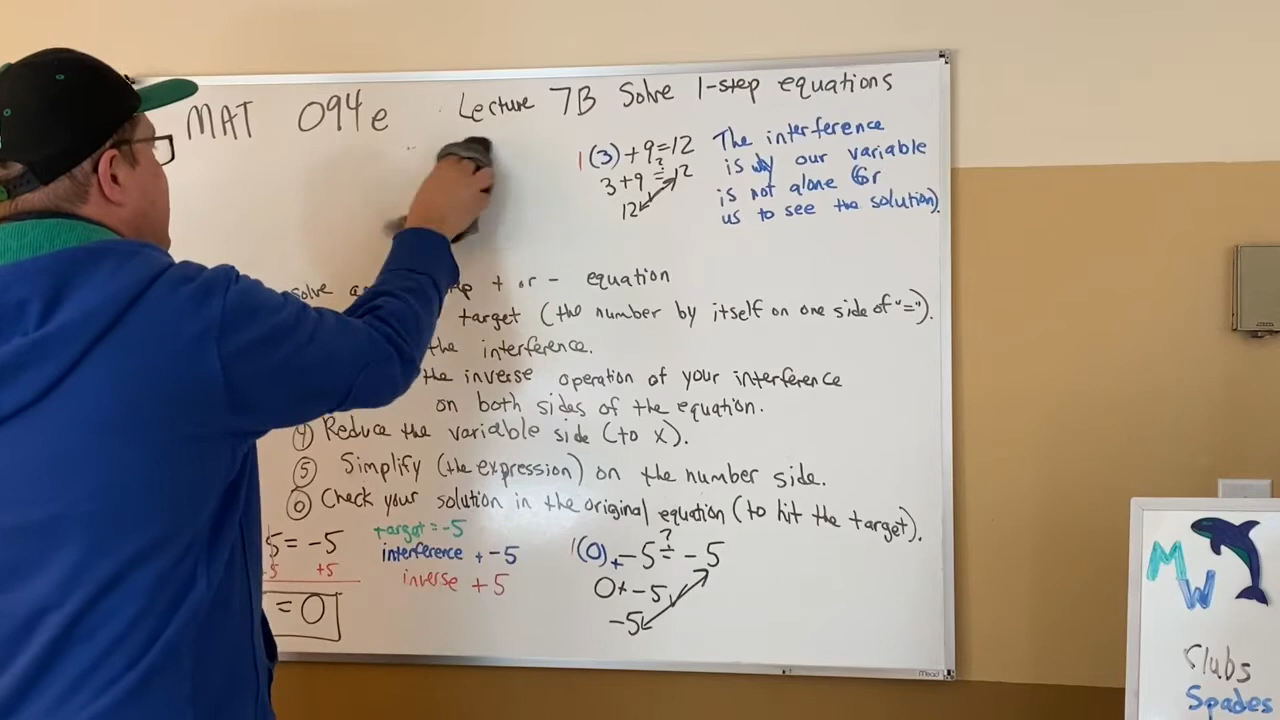 MAT 094e Lecture 7B Solve 1-step equations
1(3)+9=12
3+9 ≟ 12
12
The interference
is why our variable
is not alone (for
us to see the solution).
solve + or - equation
target (the number by itself on one side of "=").
the interference.
the inverse operation of your interference
on both sides of the equation.
④ Reduce the variable side (to x).
⑤ Simplify (the expression) on the number side.
⑥ Check your solution in the original equation (to hit the target).
5 = -5
+5
= 0
target = -5
interference + -5
inverse + 5
1(0) + -5 ≟ -5
0 + -5
-5
Mead
MW
Clubs
Spades